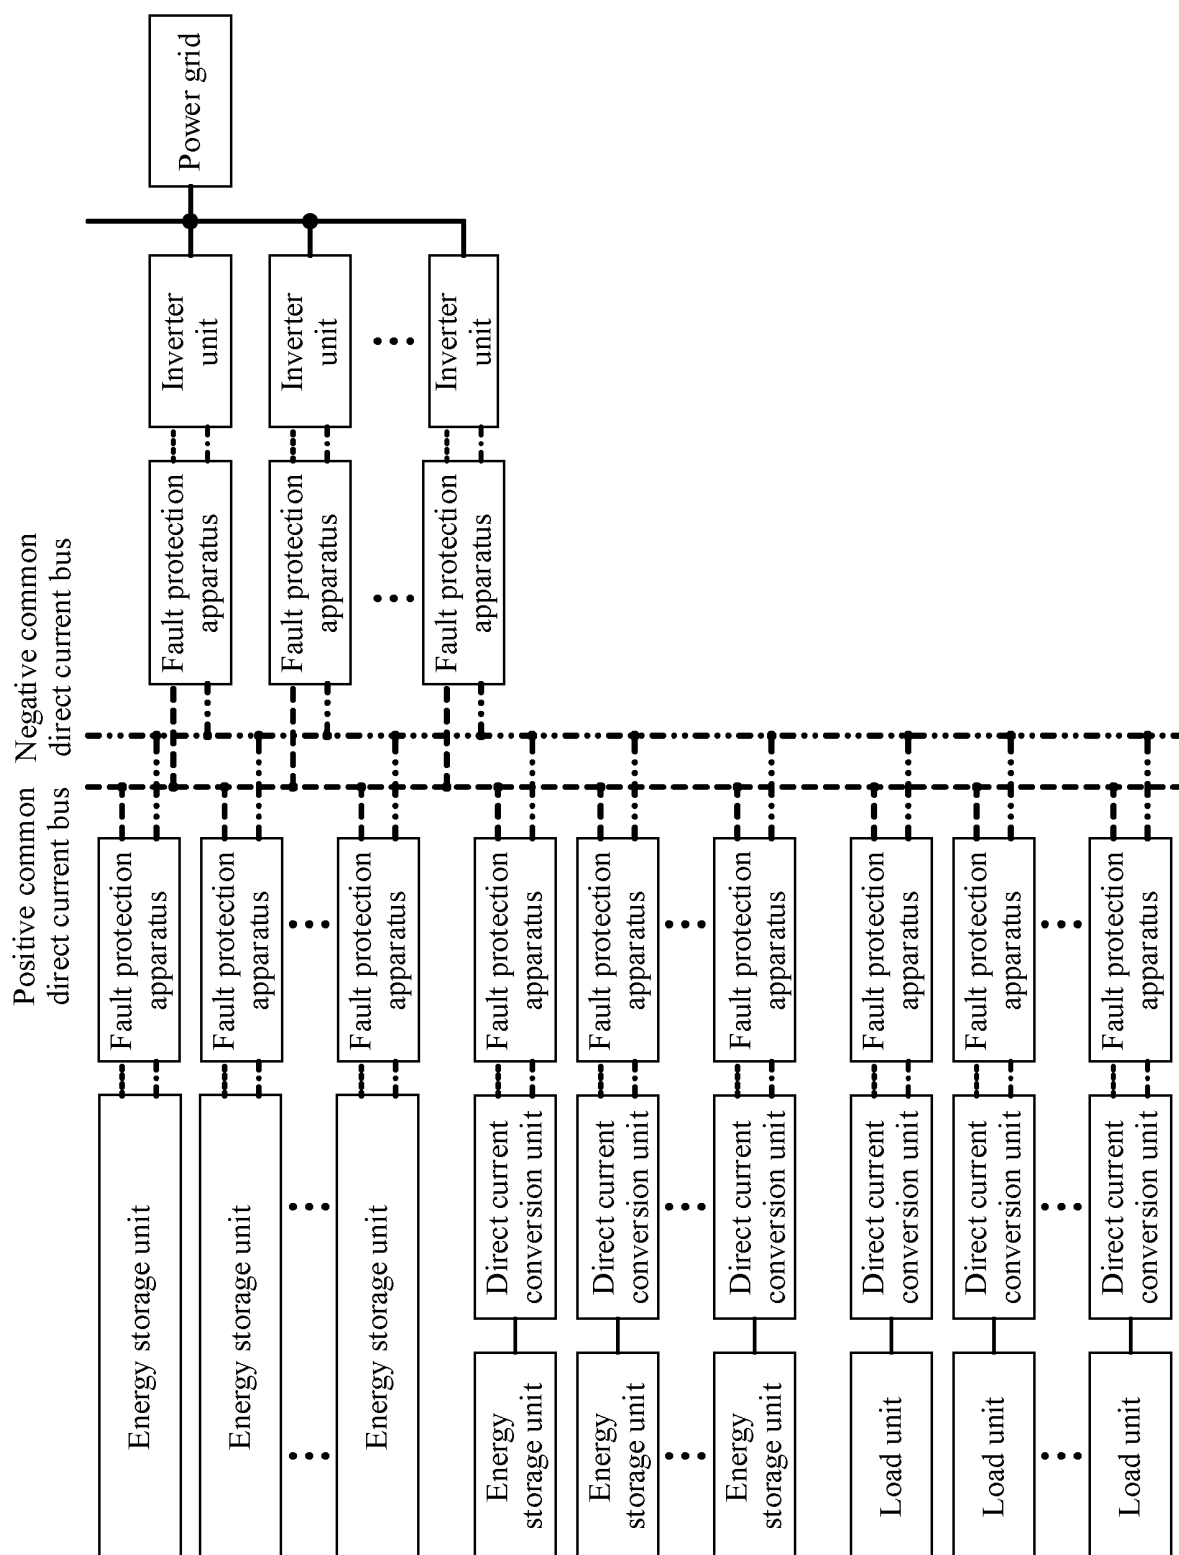 Power grid
Inverter
unit
Inverter
unit
Inverter
unit
Fault protection
apparatus
Fault protection
apparatus
Fault protection
apparatus
Negative common
direct current bus
Positive common
direct current bus
Fault protection
apparatus
Fault protection
apparatus
Fault protection
apparatus
Fault protection
apparatus
Fault protection
apparatus
Fault protection
apparatus
Fault protection
apparatus
Fault protection
apparatus
Fault protection
apparatus
Direct current
conversion unit
Direct current
conversion unit
Direct current
conversion unit
Direct current
conversion unit
Direct current
conversion unit
Direct current
conversion unit
Energy storage unit
Energy storage unit
Energy storage unit
Energy
storage unit
Energy
storage unit
Energy
storage unit
Load unit
Load unit
Load unit